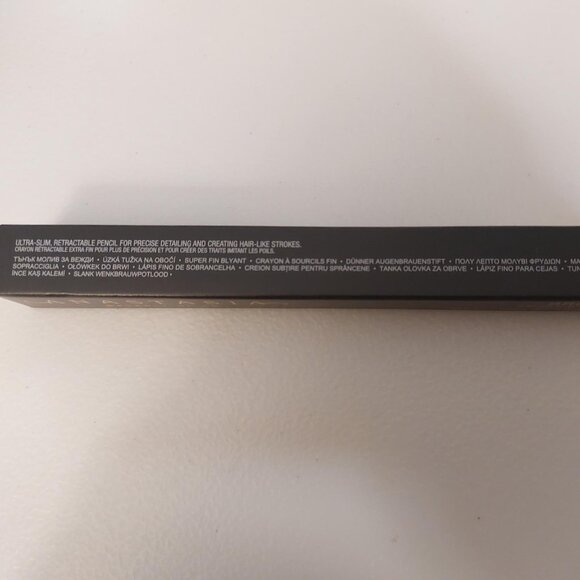 ULTRA-SLIM, RETRACTABLE PENCIL FOR PRECISE DETAILING AND CREATING HAIR-LIKE STROKES.
CRAYON RÉTRACTABLE EXTRA FIN POUR PLUS DE PRÉCISION ET POUR CRÉER DES TRAITS IMITANT LES POILS.
ТЪНЪК МОЛИВ ЗА ВЕЖДИ • ÚZKÁ TUŽKA NA OBOČÍ • SUPER FIN BLYANT • CRAYON À SOURCILS FIN • DÜNNER AUGENBRAUENSTIFT • ΠΟΛΥ ΛΕΠΤΟ ΜΟΛΥΒΙ ΦΡΥΔΙΩΝ • MA
SOPRACCIGLIA • OŁÓWEK DO BRWI • LÁPIS FINO DE SOBRANCELHA • CREION SUBȚIRE PENTRU SPRÂNCENE • TANKA OLOVKA ZA OBRVE • LÁPIZ FINO PARA CEJAS • TUN
İNCE KAŞ KALEMİ • SLANK WENKBRAUWPOTLOOD •
ANASTASIA